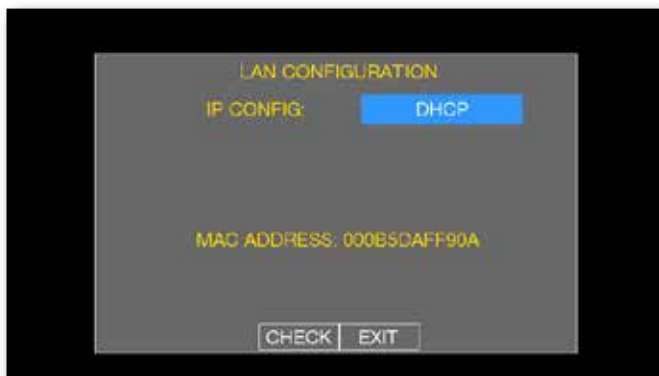 LAN CONFIGURATION
IP CONFIG: DHCP
MAC ADDRESS: 000B5DAFF90A
CHECK EXIT